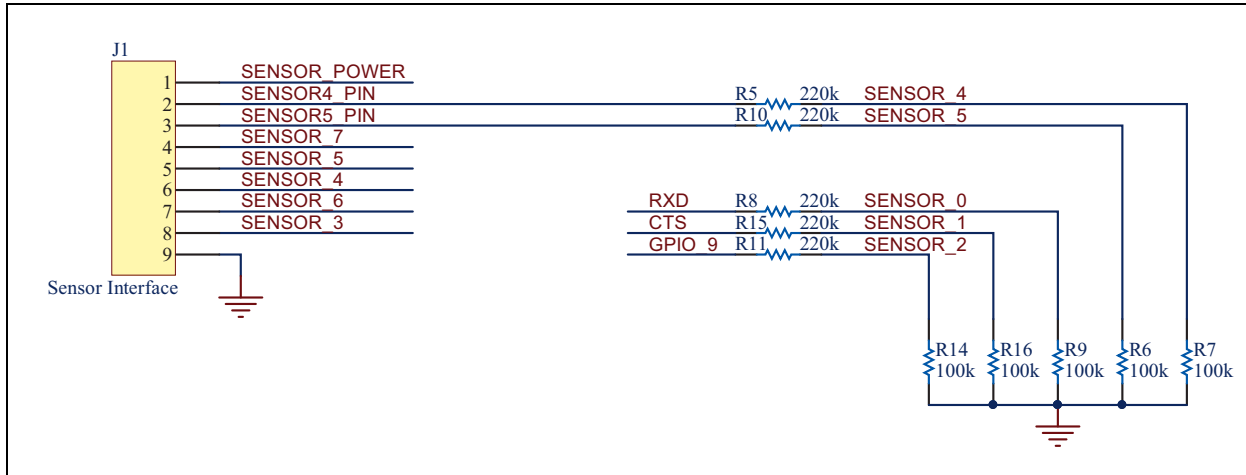 J1
1 SENSOR_POWER
2 SENSOR4_PIN R5 220k SENSOR_4
3 SENSOR5_PIN R10 220k SENSOR_5
4 SENSOR_7
5 SENSOR_5
6 SENSOR_4
7 SENSOR_6 RXD R8 220k SENSOR_0
8 SENSOR_3 CTS R15 220k SENSOR_1
9 GPIO_9 R11 220k SENSOR_2
Sensor Interface
R14 R16 R9 R6 R7
100k 100k 100k 100k 100k